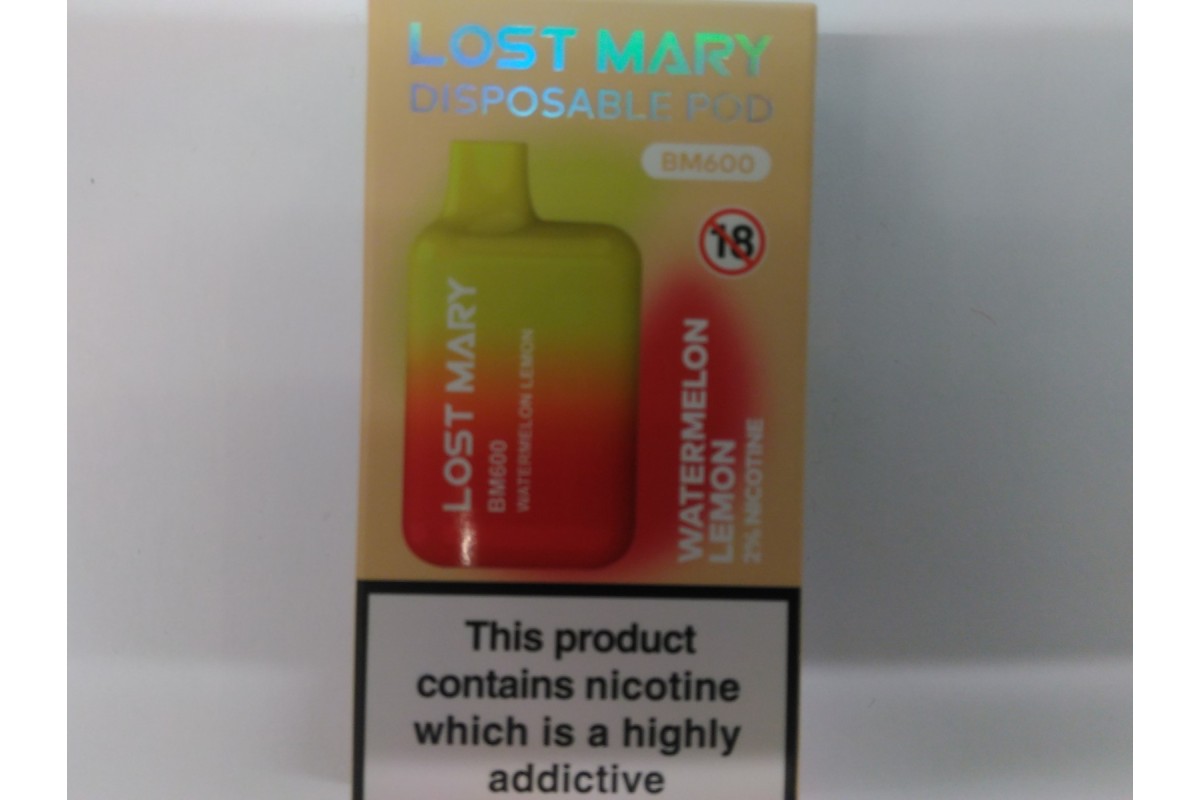 LOST MARY
DISPOSABLE POD
BM600
18
LOST MARY
BM600
WATERMELON LEMON
WATERMELON
LEMON
2% NICOTINE
This product
contains nicotine
which is a highly
addictive